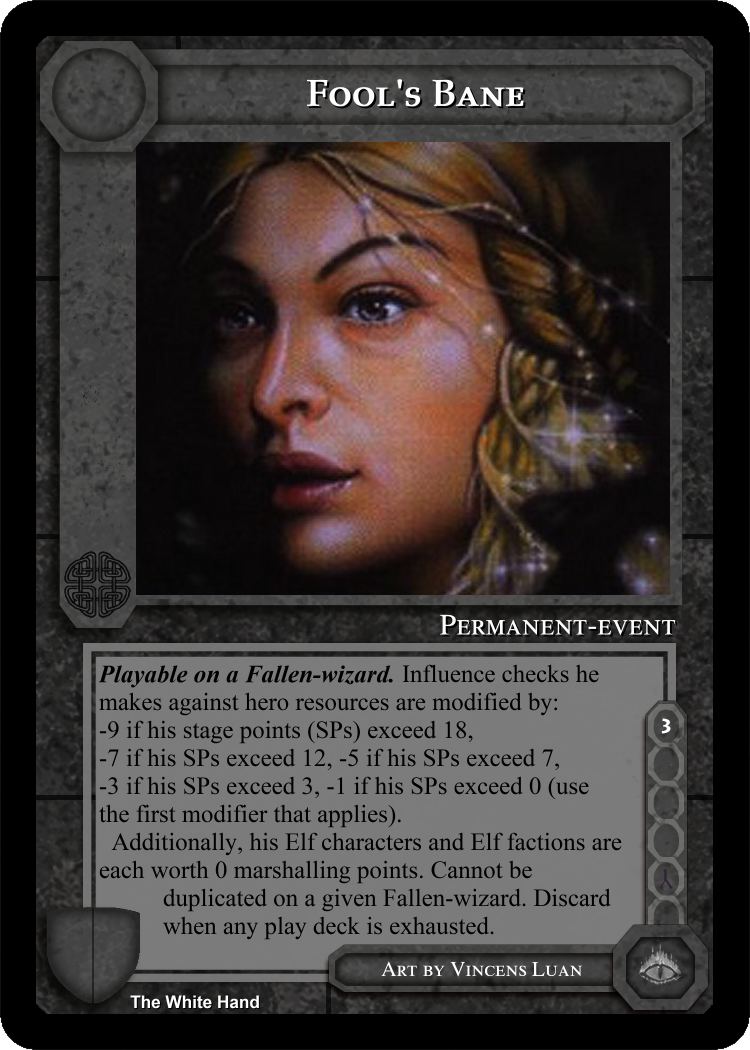 Fool's Bane
Permanent-event
Playable on a Fallen-wizard. Influence checks he
makes against hero resources are modified by:
-9 if his stage points (SPs) exceed 18,
-7 if his SPs exceed 12, -5 if his SPs exceed 7,
-3 if his SPs exceed 3, -1 if his SPs exceed 0 (use
the first modifier that applies).
Additionally, his Elf characters and Elf factions are
each worth 0 marshalling points. Cannot be
duplicated on a given Fallen-wizard. Discard
when any play deck is exhausted.
3
Art by Vincens Luan
The White Hand